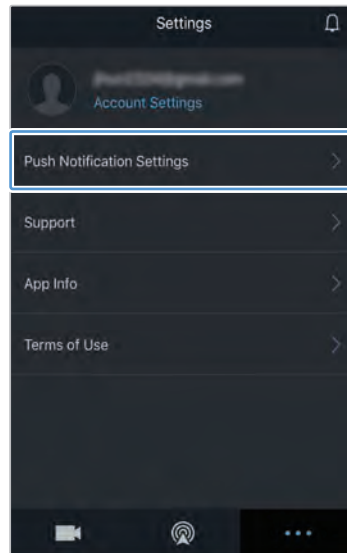 Settings
Account Settings
Push Notification Settings
Support
App Info
Terms of Use